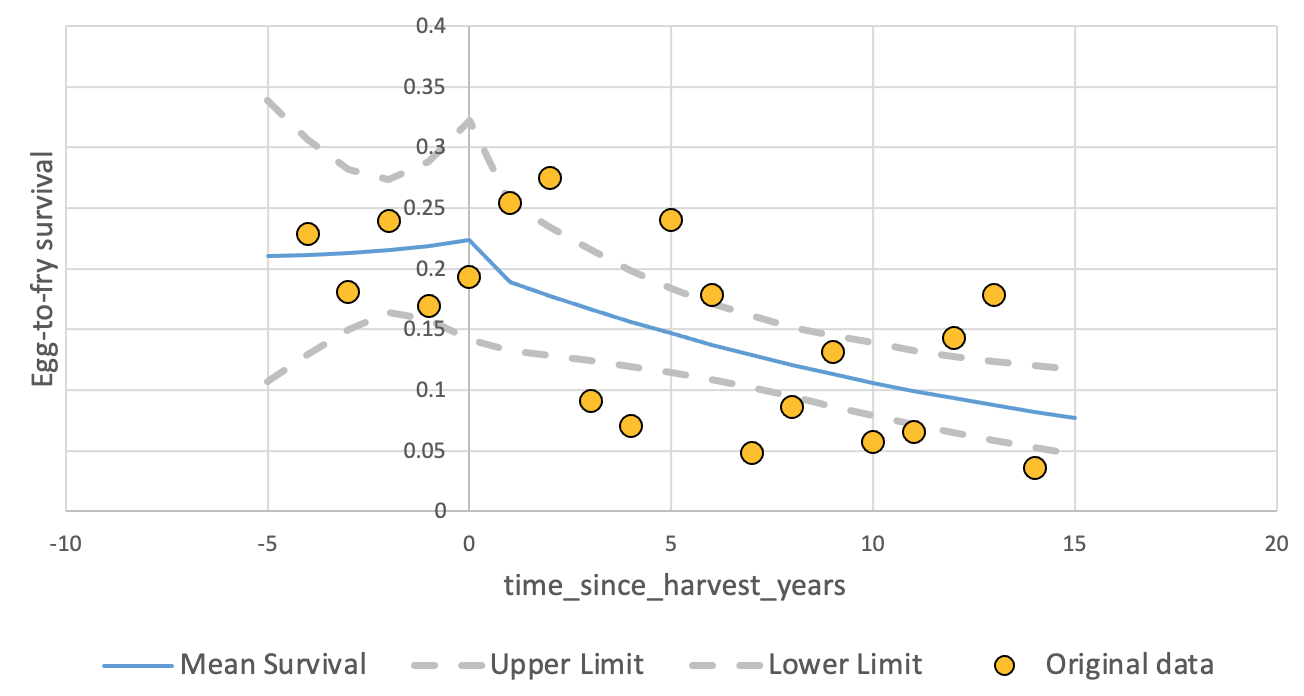 0.4
0.35
0.3
0.25
0.2
0.15
0.1
0.05
0
Egg-to-fry survival
-10 -5 0 5 10 15 20
time_since_harvest_years
Mean Survival Upper Limit Lower Limit Original data